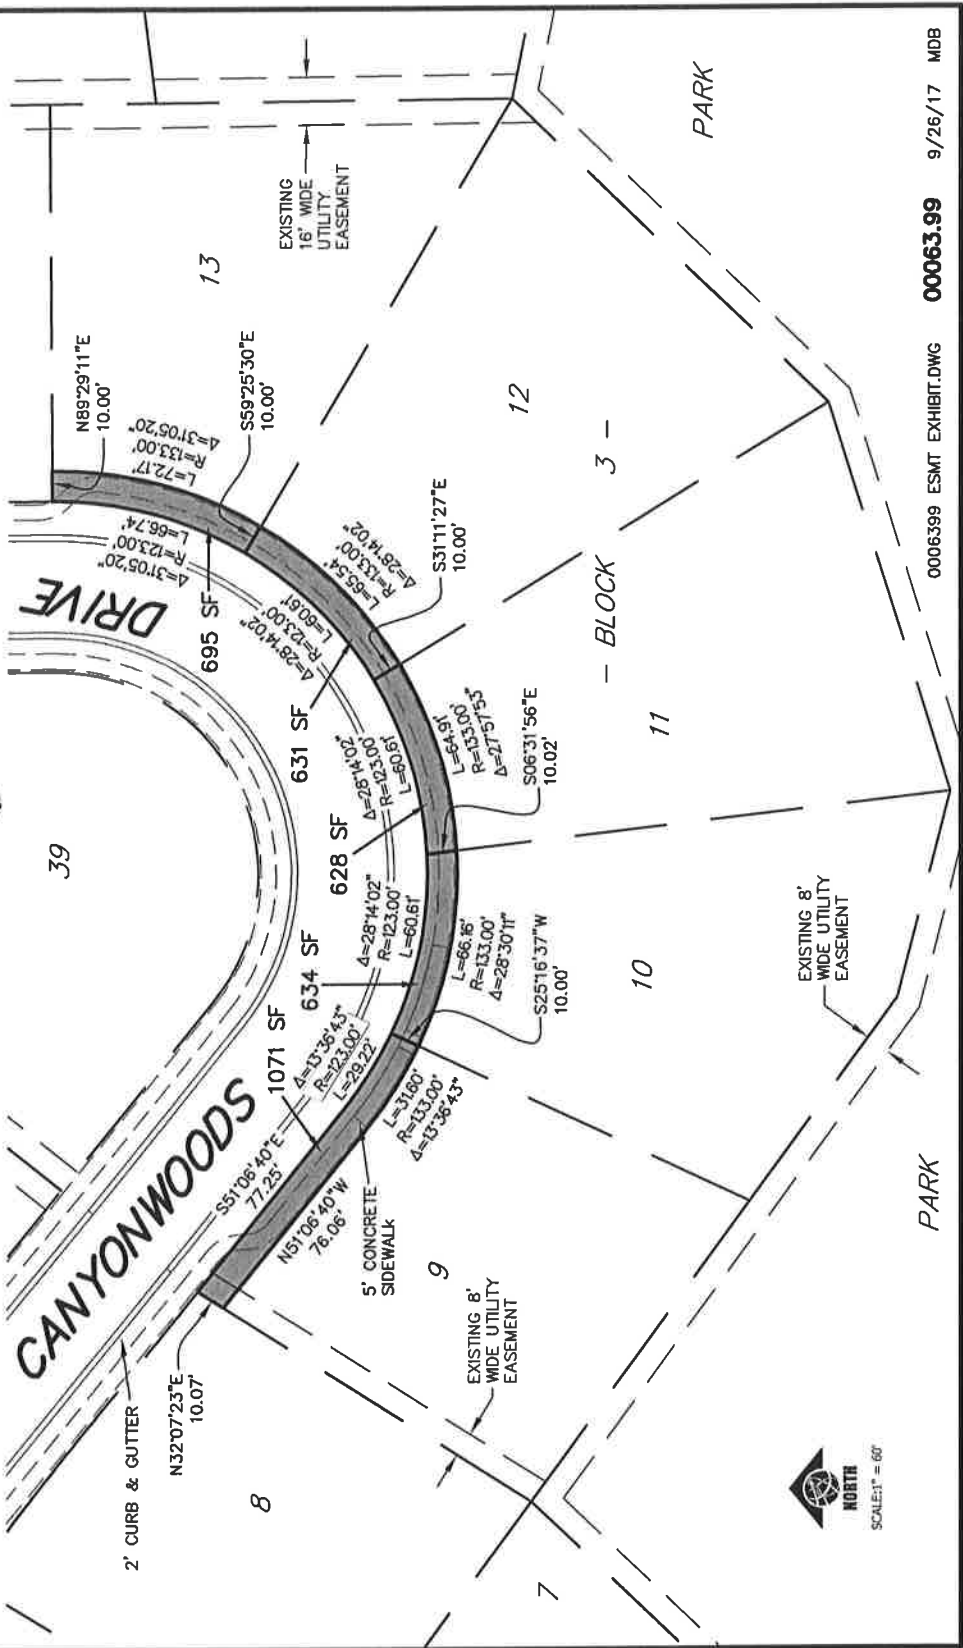 CANYONWOODS
DRIVE
39
2' CURB & GUTTER
N32°07'23"E
10.07'
8
S51°06'40"E
77.25'
N51°06'40"W
76.06'
5' CONCRETE
SIDEWALK
1071 SF
Δ=13°36'43"
R=123.00'
L=29.22'
L=31.60'
R=133.00'
Δ=13°36'43"
9
634 SF
Δ=28°14'02"
R=123.00'
L=60.61'
S25°16'37"W
10.00'
L=66.16'
R=133.00'
Δ=28°30'11"
10
628 SF
Δ=28°14'02"
R=123.00'
L=60.61'
S06°31'56"E
10.02'
L=64.91'
R=133.00'
Δ=27°57'53"
11
631 SF
Δ=28°14'02"
R=123.00'
L=60.61'
S31°11'27"E
10.00'
L=65.54'
R=133.00'
Δ=28°14'02"
12
695 SF
Δ=31°05'20"
R=123.00'
L=66.74'
S59°25'30"E
10.00'
L=72.17'
R=133.00'
Δ=31°05'20"
N89°29'11"E
10.00'
13
EXISTING
16' WIDE
UTILITY
EASEMENT
– BLOCK 3 –
EXISTING 8'
WIDE UTILITY
EASEMENT
EXISTING 8'
WIDE UTILITY
EASEMENT
7
PARK
PARK
NORTH
SCALE:1" = 60'
0006399 ESMT EXHIBIT.DWG 00063.99 9/26/17 MDB